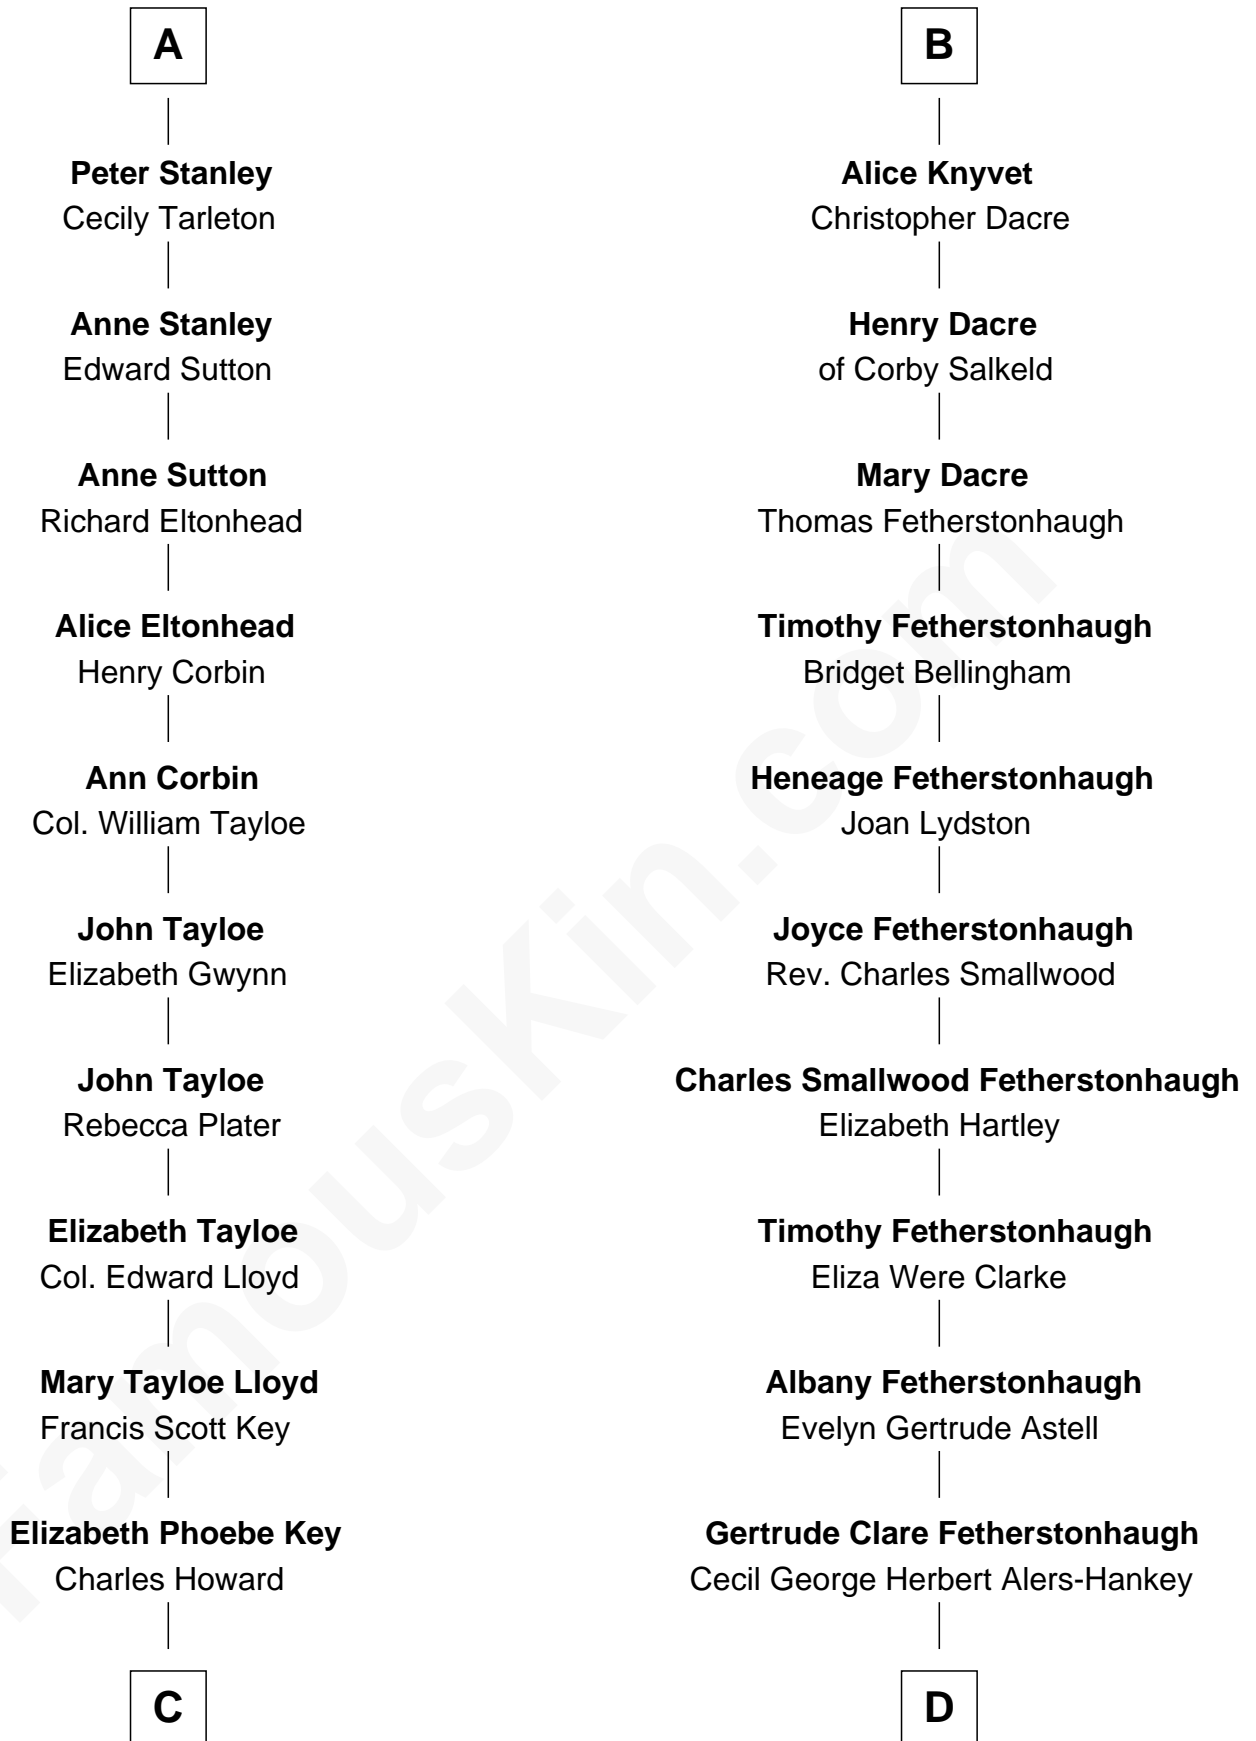 A
Peter Stanley
Cecily Tarleton
Anne Stanley
Edward Sutton
Anne Sutton
Richard Eltonhead
Alice Eltonhead
Henry Corbin
Ann Corbin
Col. William Tayloe
John Tayloe
Elizabeth Gwynn
John Tayloe
Rebecca Plater
Elizabeth Tayloe
Col. Edward Lloyd
Mary Tayloe Lloyd
Francis Scott Key
Elizabeth Phoebe Key
Charles Howard
C
B
Alice Knyvet
Christopher Dacre
Henry Dacre
of Corby Salkeld
Mary Dacre
Thomas Fetherstonhaugh
Timothy Fetherstonhaugh
Bridget Bellingham
Heneage Fetherstonhaugh
Joan Lydston
Joyce Fetherstonhaugh
Rev. Charles Smallwood
Charles Smallwood Fetherstonhaugh
Elizabeth Hartley
Timothy Fetherstonhaugh
Eliza Were Clarke
Albany Fetherstonhaugh
Evelyn Gertrude Astell
Gertrude Clare Fetherstonhaugh
Cecil George Herbert Alers-Hankey
D
FamousKin.com